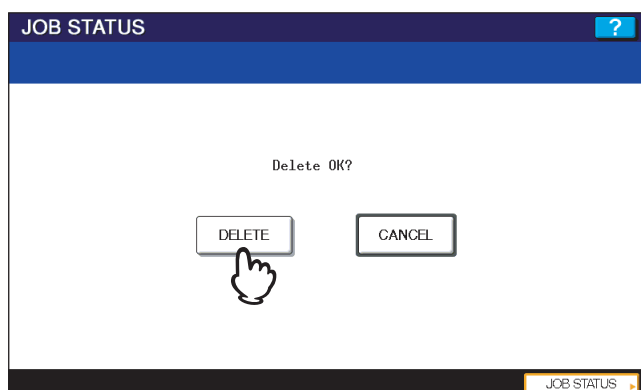 JOB STATUS ?
Delete OK?
DELETE CANCEL
JOB STATUS